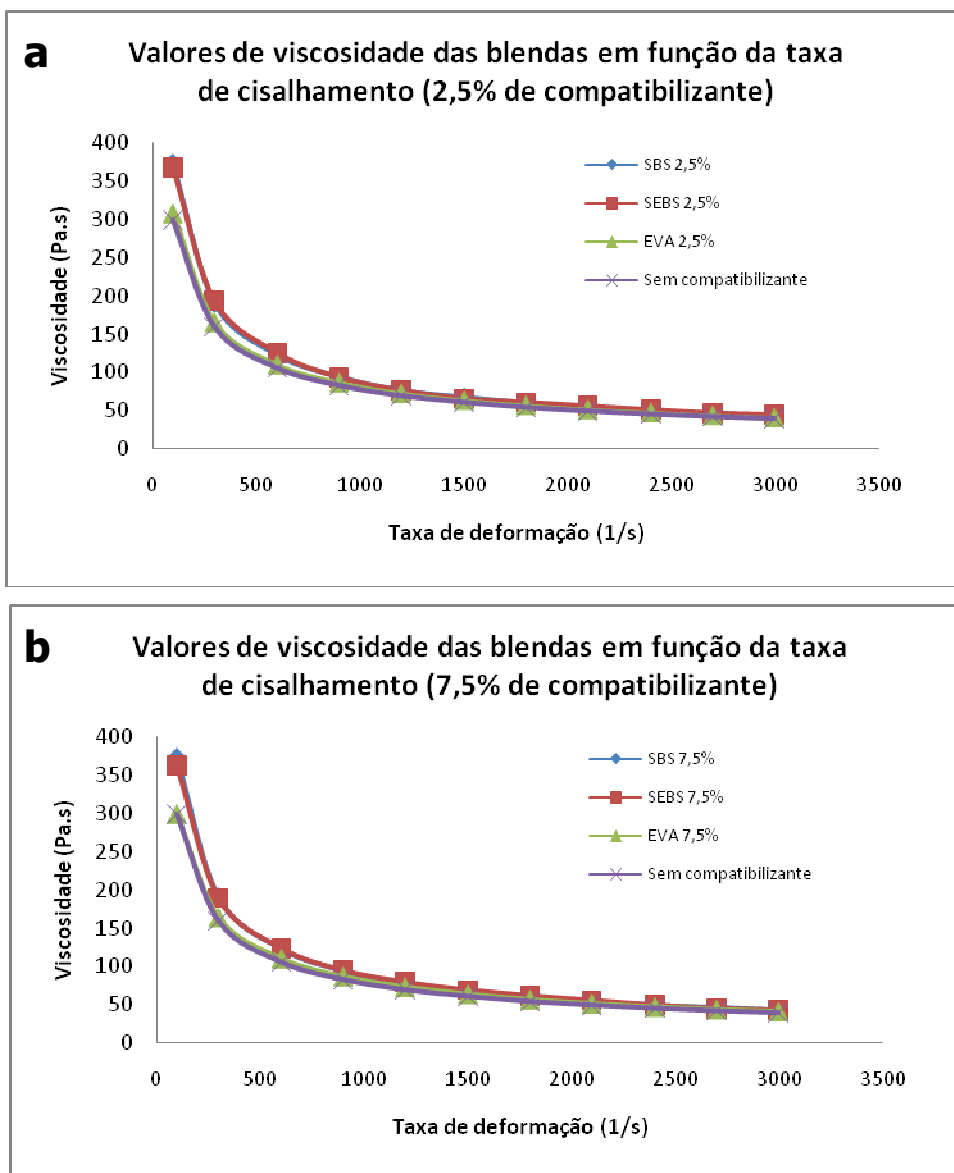 a
Valores de viscosidade das blendas em função da taxa
de cisalhamento (2,5% de compatibilizante)
400
350
300
250
200
150
100
50
0
Viscosidade (Pa.s)
SBS 2,5%
SEBS 2,5%
EVA 2,5%
Sem compatibilizante
0 500 1000 1500 2000 2500 3000 3500
Taxa de deformação (1/s)
b
Valores de viscosidade das blendas em função da taxa
de cisalhamento (7,5% de compatibilizante)
400
350
300
250
200
150
100
50
0
Viscosidade (Pa.s)
SBS 7,5%
SEBS 7,5%
EVA 7,5%
Sem compatibilizante
0 500 1000 1500 2000 2500 3000 3500
Taxa de deformação (1/s)